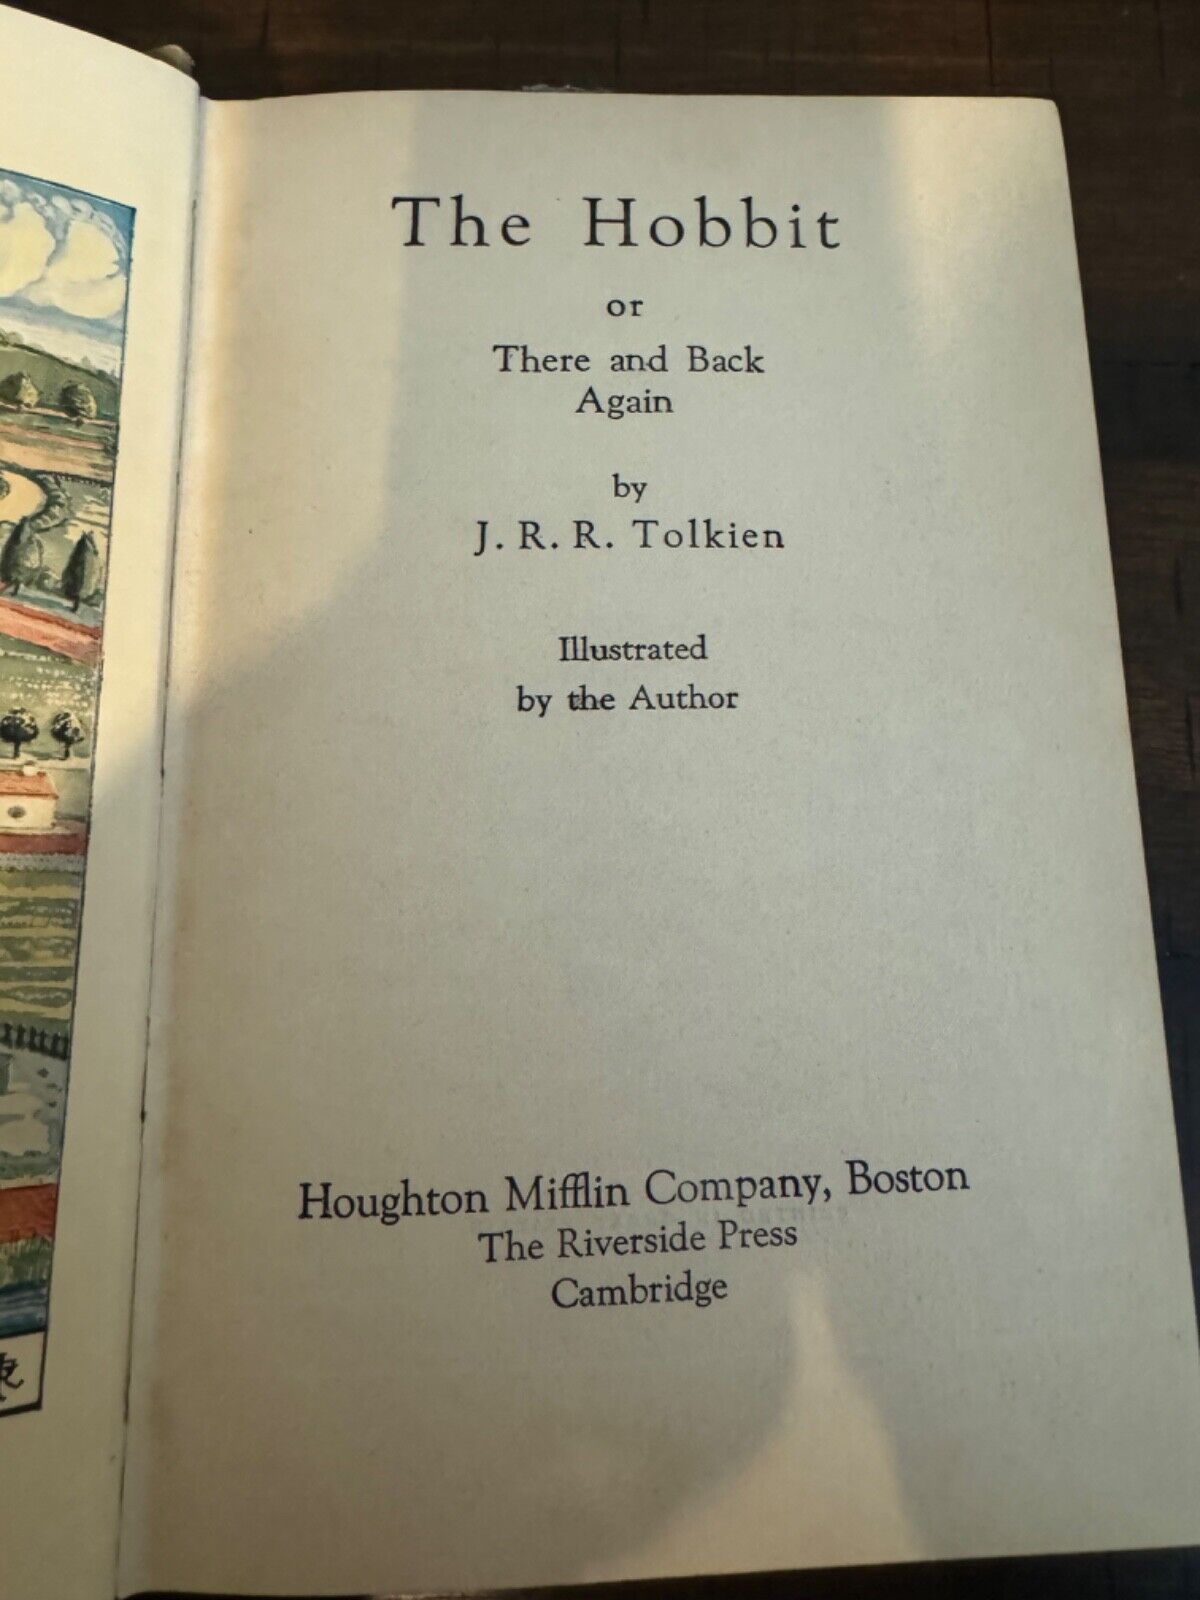 The Hobbit
or
There and Back
Again
by
J. R. R. Tolkien
Illustrated
by the Author
Houghton Mifflin Company, Boston
The Riverside Press
Cambridge